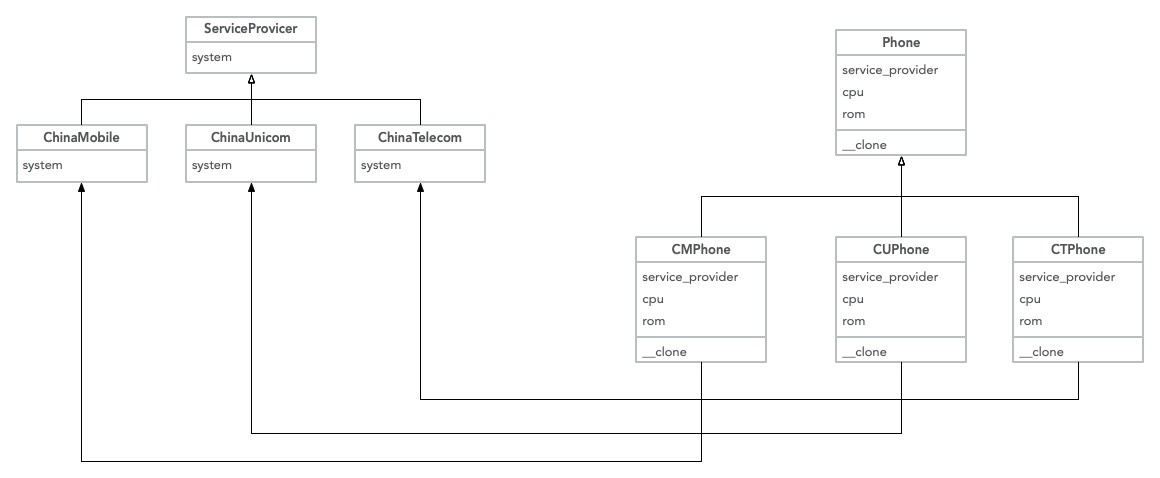 ServiceProvicer
system
ChinaMobile
system
ChinaUnicom
system
ChinaTelecom
system
Phone
service_provider
cpu
rom
__clone
CMPhone
service_provider
cpu
rom
__clone
CUPhone
service_provider
cpu
rom
__clone
CTPhone
service_provider
cpu
rom
__clone